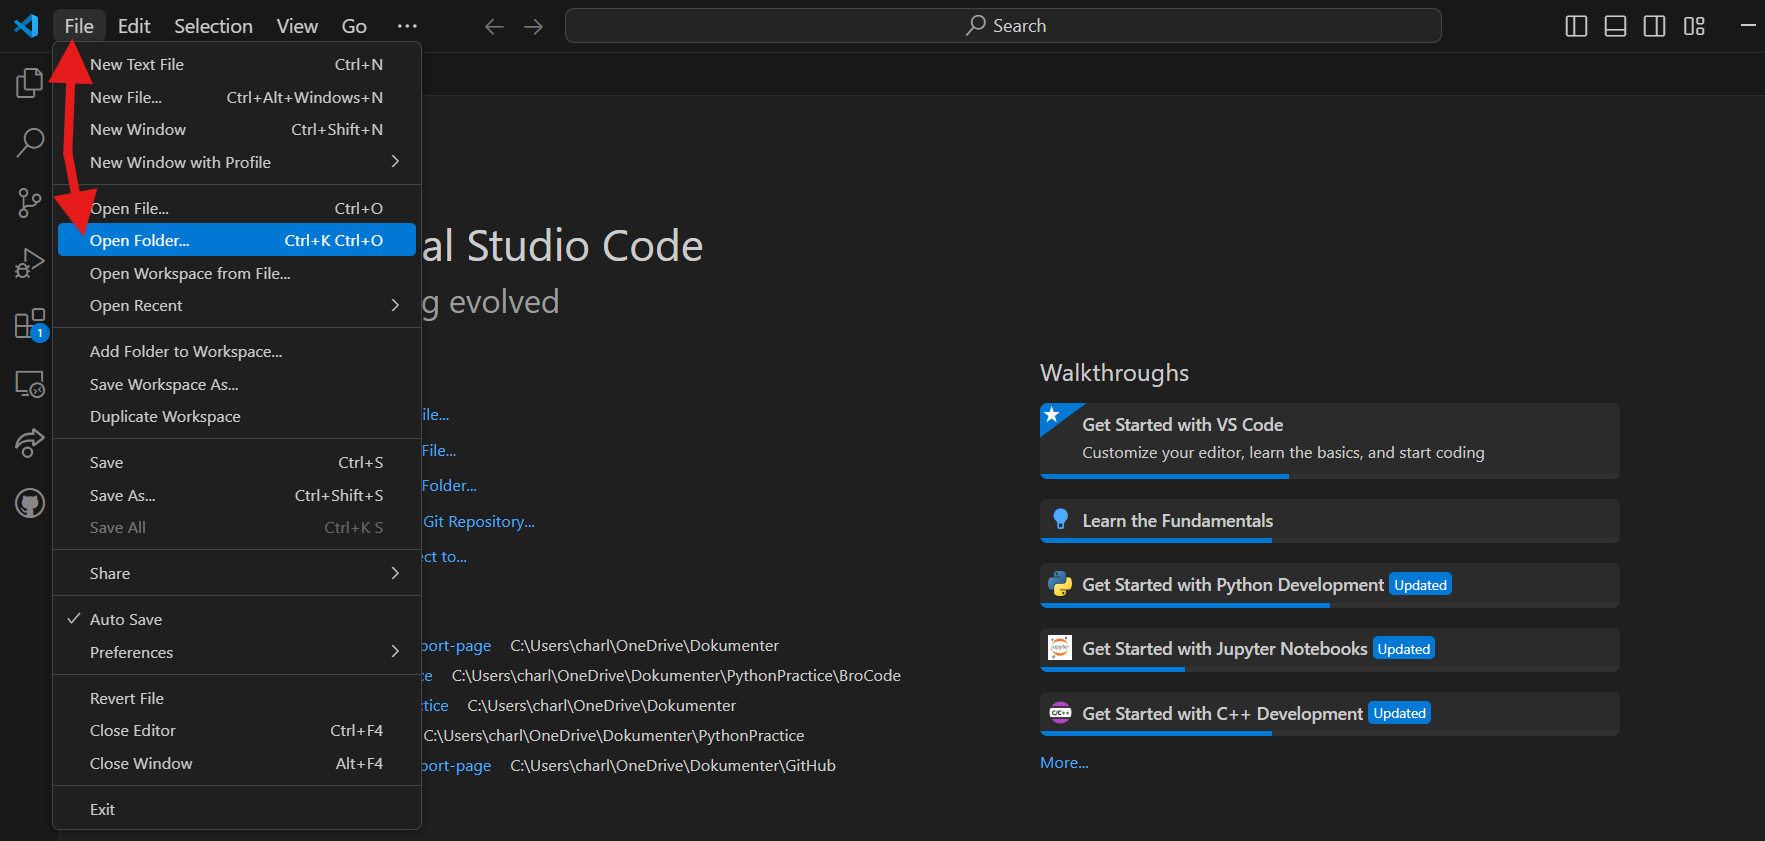 File Edit Selection View Go ··· Search
New Text File Ctrl+N
New File... Ctrl+Alt+Windows+N
New Window Ctrl+Shift+N
New Window with Profile
Open File... Ctrl+O
Open Folder... Ctrl+K Ctrl+O
Open Workspace from File...
Open Recent
Add Folder to Workspace...
Save Workspace As...
Duplicate Workspace
Save Ctrl+S
Save As... Ctrl+Shift+S
Save All Ctrl+K S
Share
Auto Save
Preferences
Revert File
Close Editor Ctrl+F4
Close Window Alt+F4
Exit
1
al Studio Code
g evolved
ile...
File...
Folder...
Git Repository...
ct to...
port-page C:\Users\charl\OneDrive\Dokumenter
ce C:\Users\charl\OneDrive\Dokumenter\PythonPractice\BroCode
tice C:\Users\charl\OneDrive\Dokumenter
C:\Users\charl\OneDrive\Dokumenter\PythonPractice
port-page C:\Users\charl\OneDrive\Dokumenter\GitHub
Walkthroughs
Get Started with VS Code
Customize your editor, learn the basics, and start coding
Learn the Fundamentals
Get Started with Python Development Updated
jupyter
Get Started with Jupyter Notebooks Updated
C/C++
Get Started with C++ Development Updated
More...